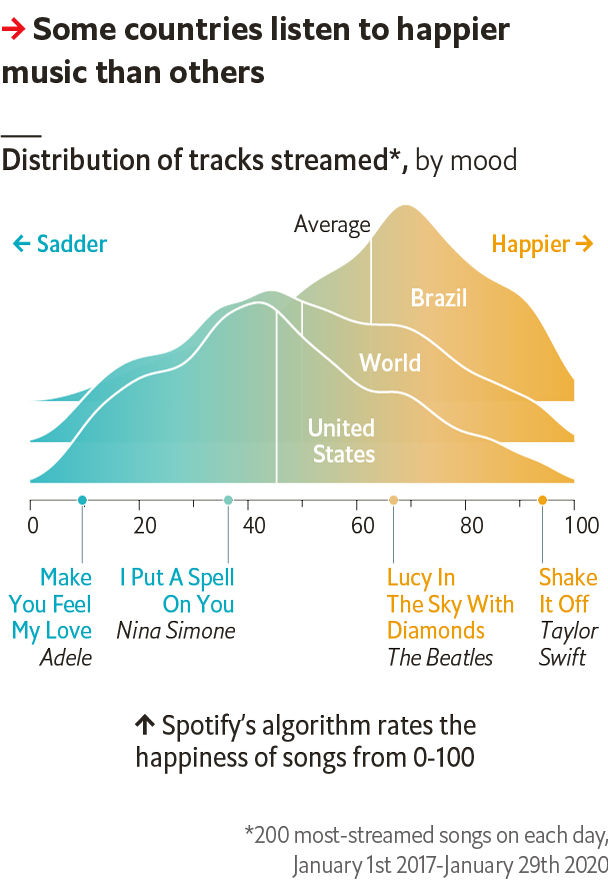 → Some countries listen to happier
music than others
Distribution of tracks streamed*, by mood
Average
← Sadder
Happier →
Brazil
World
United
States
0 20 40 60 80 100
Make
You Feel
My Love
Adele
I Put A Spell
On You
Nina Simone
Lucy In
The Sky With
Diamonds
The Beatles
Shake
It Off
Taylor
Swift
↑ Spotify’s algorithm rates the
happiness of songs from 0-100
*200 most-streamed songs on each day,
January 1st 2017-January 29th 2020